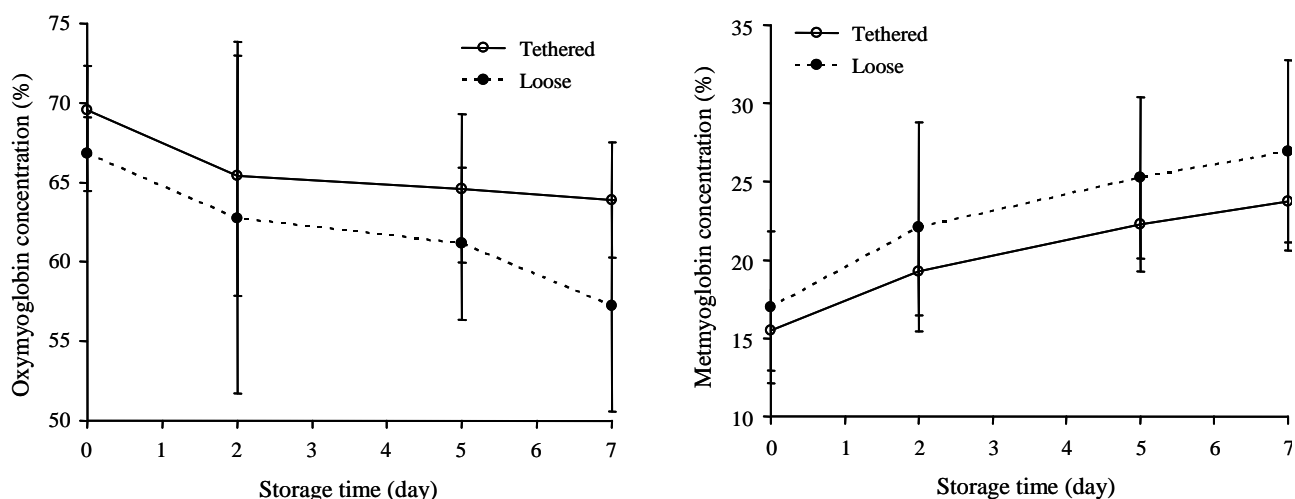 75
70
65
60
55
50
0 1 2 3 4 5 6 7
Oxymyoglobin concentration (%)
Storage time (day)
Tethered
Loose
35
30
25
20
15
10
0 1 2 3 4 5 6 7
Metmyoglobin concentration (%)
Storage time (day)
Tethered
Loose